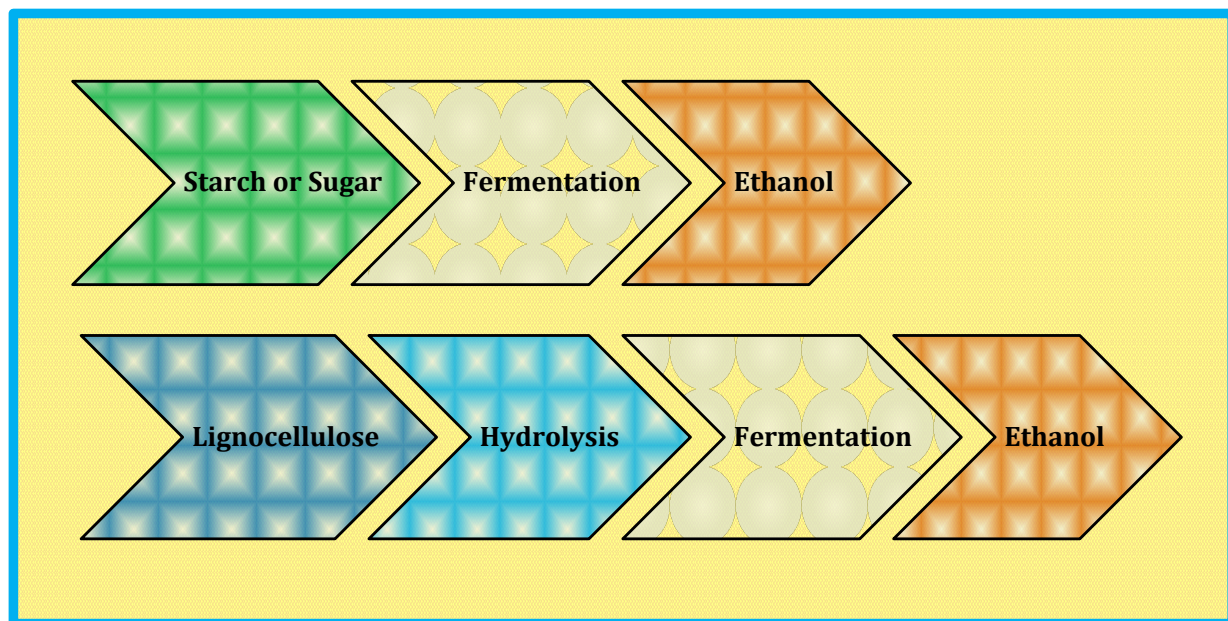 Starch or Sugar
Fermentation
Ethanol
Lignocellulose
Hydrolysis
Fermentation
Ethanol